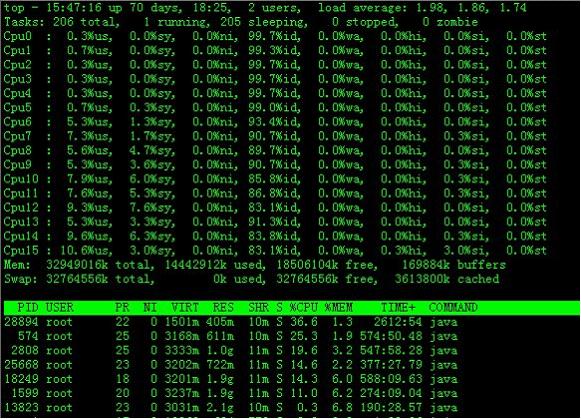 top - 15:47:16 up 70 days, 18:25, 2 users, load average: 1.98, 1.86, 1.74
Tasks: 206 total, 1 running, 205 sleeping, 0 stopped, 0 zombie
Cpu0 : 0.3%us, 0.0%sy, 0.0%ni, 99.7%id, 0.0%wa, 0.0%hi, 0.0%si, 0.0%st
Cpu1 : 0.7%us, 0.0%sy, 0.0%ni, 99.3%id, 0.0%wa, 0.0%hi, 0.0%si, 0.0%st
Cpu2 : 0.3%us, 0.0%sy, 0.0%ni, 99.7%id, 0.0%wa, 0.0%hi, 0.0%si, 0.0%st
Cpu3 : 0.3%us, 0.0%sy, 0.0%ni, 99.7%id, 0.0%wa, 0.0%hi, 0.0%si, 0.0%st
Cpu4 : 0.3%us, 0.0%sy, 0.0%ni, 99.7%id, 0.0%wa, 0.0%hi, 0.0%si, 0.0%st
Cpu5 : 0.7%us, 0.3%sy, 0.0%ni, 99.0%id, 0.0%wa, 0.0%hi, 0.0%si, 0.0%st
Cpu6 : 5.3%us, 1.3%sy, 0.0%ni, 93.4%id, 0.0%wa, 0.0%hi, 0.0%si, 0.0%st
Cpu7 : 7.3%us, 1.7%sy, 0.0%ni, 90.7%id, 0.0%wa, 0.0%hi, 0.3%si, 0.0%st
Cpu8 : 5.6%us, 4.7%sy, 0.0%ni, 89.7%id, 0.0%wa, 0.0%hi, 0.0%si, 0.0%st
Cpu9 : 5.3%us, 3.6%sy, 0.0%ni, 90.7%id, 0.0%wa, 0.0%hi, 0.3%si, 0.0%st
Cpu10 : 7.9%us, 6.0%sy, 0.0%ni, 85.8%id, 0.0%wa, 0.0%hi, 0.3%si, 0.0%st
Cpu11 : 7.6%us, 5.3%sy, 0.0%ni, 86.8%id, 0.0%wa, 0.0%hi, 0.3%si, 0.0%st
Cpu12 : 9.3%us, 7.6%sy, 0.0%ni, 83.1%id, 0.0%wa, 0.0%hi, 0.0%si, 0.0%st
Cpu13 : 5.3%us, 3.3%sy, 0.0%ni, 91.3%id, 0.0%wa, 0.0%hi, 0.0%si, 0.0%st
Cpu14 : 9.6%us, 6.3%sy, 0.0%ni, 83.8%id, 0.0%wa, 0.0%hi, 0.3%si, 0.0%st
Cpu15 : 10.6%us, 3.0%sy, 0.0%ni, 83.1%id, 0.0%wa, 0.3%hi, 3.0%si, 0.0%st
Mem: 32949016k total, 14442912k used, 18506104k free, 169884k buffers
Swap: 32764556k total, 0k used, 32764556k free, 3613800k cached
PID USER PR NI VIRT RES SHR S %CPU %MEM TIME+ COMMAND
28894 root 22 0 1501m 405m 10m S 36.6 1.3 2612:54 java
574 root 25 0 3168m 611m 10m S 25.3 1.9 574:50.48 java
2808 root 25 0 3333m 1.0g 11m S 19.6 3.2 547:58.28 java
25668 root 23 0 3202m 722m 11m S 14.6 2.2 377:27.79 java
18249 root 18 0 3201m 1.9g 11m S 14.3 6.0 588:09.63 java
1599 root 20 0 3237m 1.9g 11m S 11.0 6.2 274:09.04 java
13823 root 20 0 3031m 2.1g 10m S 0.3 6.8 190:28.57 java